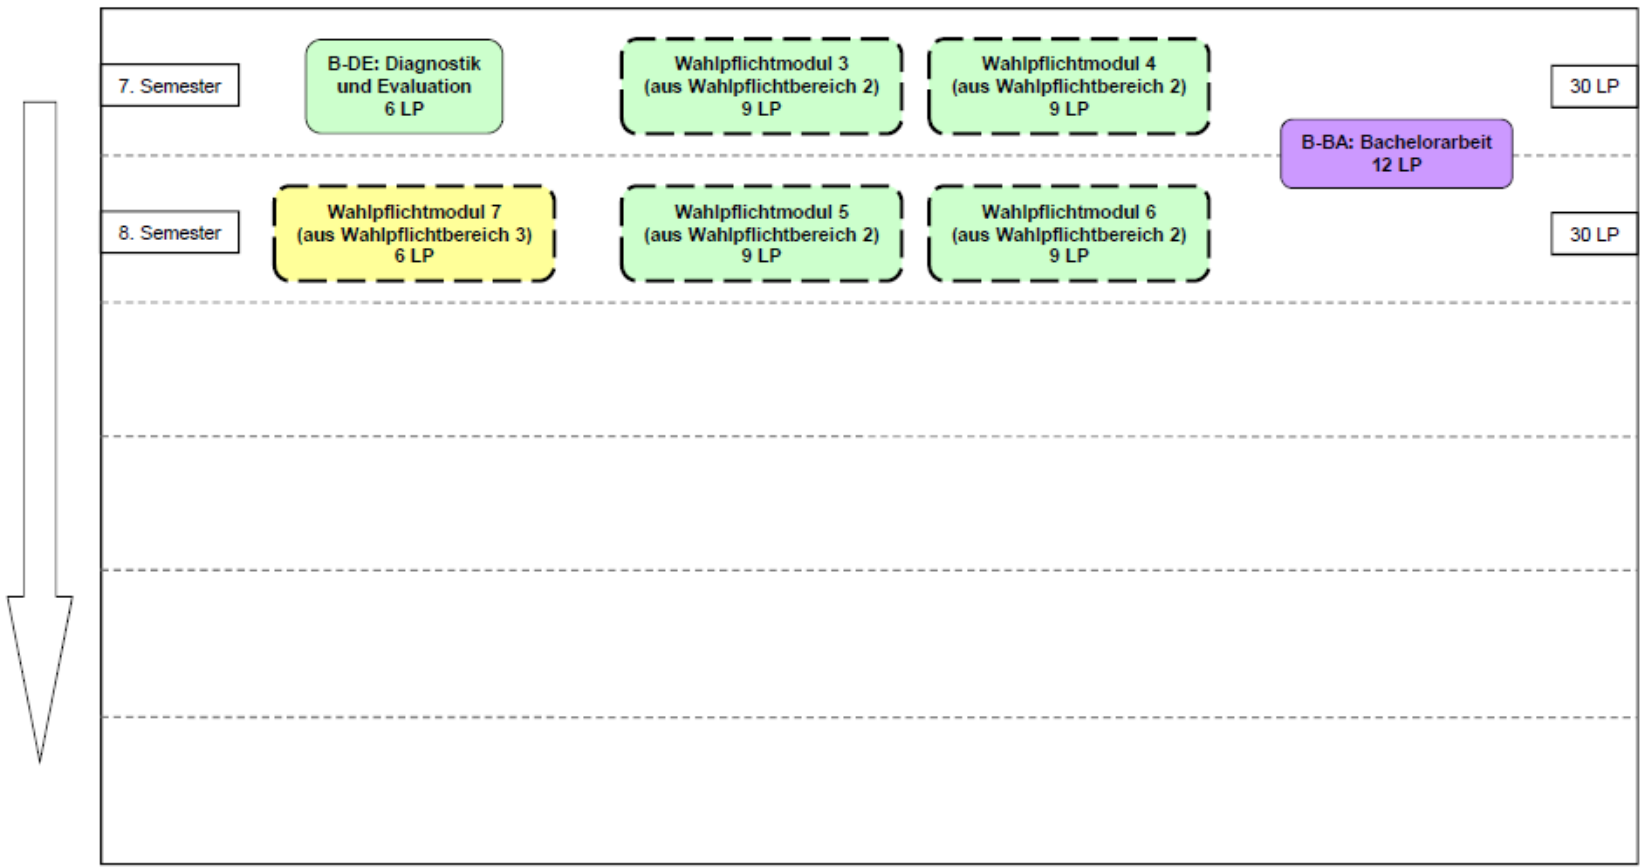 7. Semester
B-DE: Diagnostik
und Evaluation
6 LP
Wahlpflichtmodul 3
(aus Wahlpflichtbereich 2)
9 LP
Wahlpflichtmodul 4
(aus Wahlpflichtbereich 2)
9 LP
30 LP
B-BA: Bachelorarbeit
12 LP
8. Semester
Wahlpflichtmodul 7
(aus Wahlpflichtbereich 3)
6 LP
Wahlpflichtmodul 5
(aus Wahlpflichtbereich 2)
9 LP
Wahlpflichtmodul 6
(aus Wahlpflichtbereich 2)
9 LP
30 LP